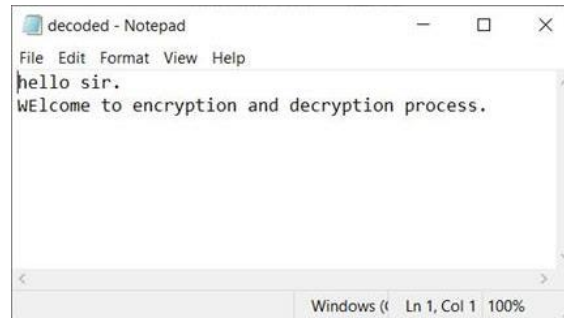 decoded - Notepad
File Edit Format View Help
hello sir.
WElcome to encryption and decryption process.
Windows (C Ln 1, Col 1 100%